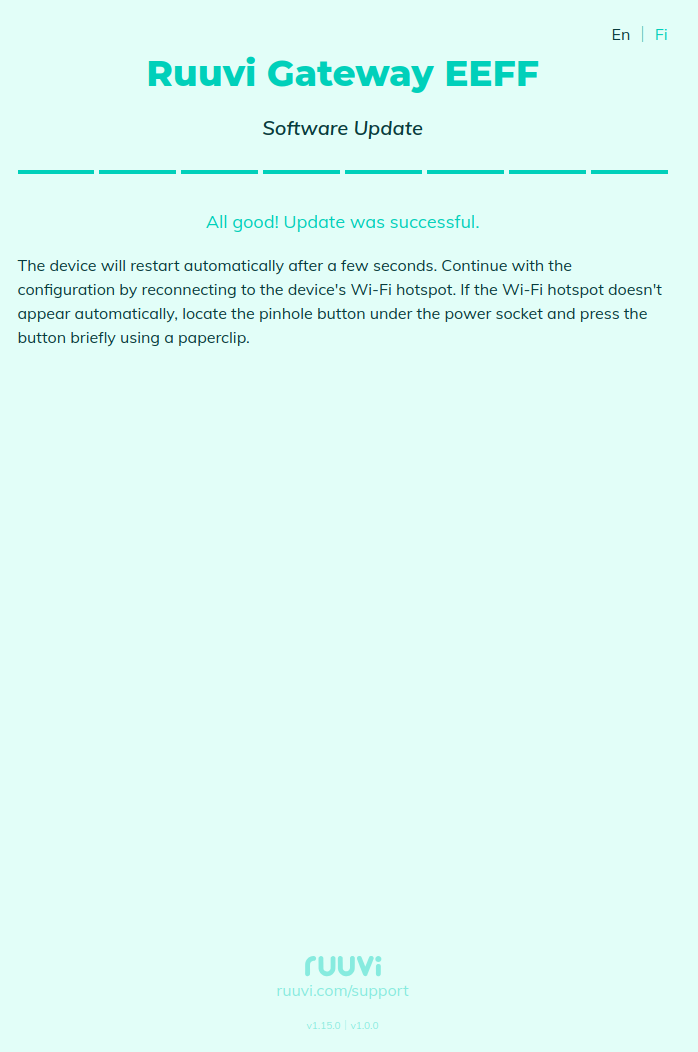 En | Fi
Ruuvi Gateway EEFF
Software Update
All good! Update was successful.
The device will restart automatically after a few seconds. Continue with the
configuration by reconnecting to the device's Wi-Fi hotspot. If the Wi-Fi hotspot doesn't
appear automatically, locate the pinhole button under the power socket and press the
button briefly using a paperclip.
ruuvi
ruuvi.com/support
v1.15.0 | v1.0.0